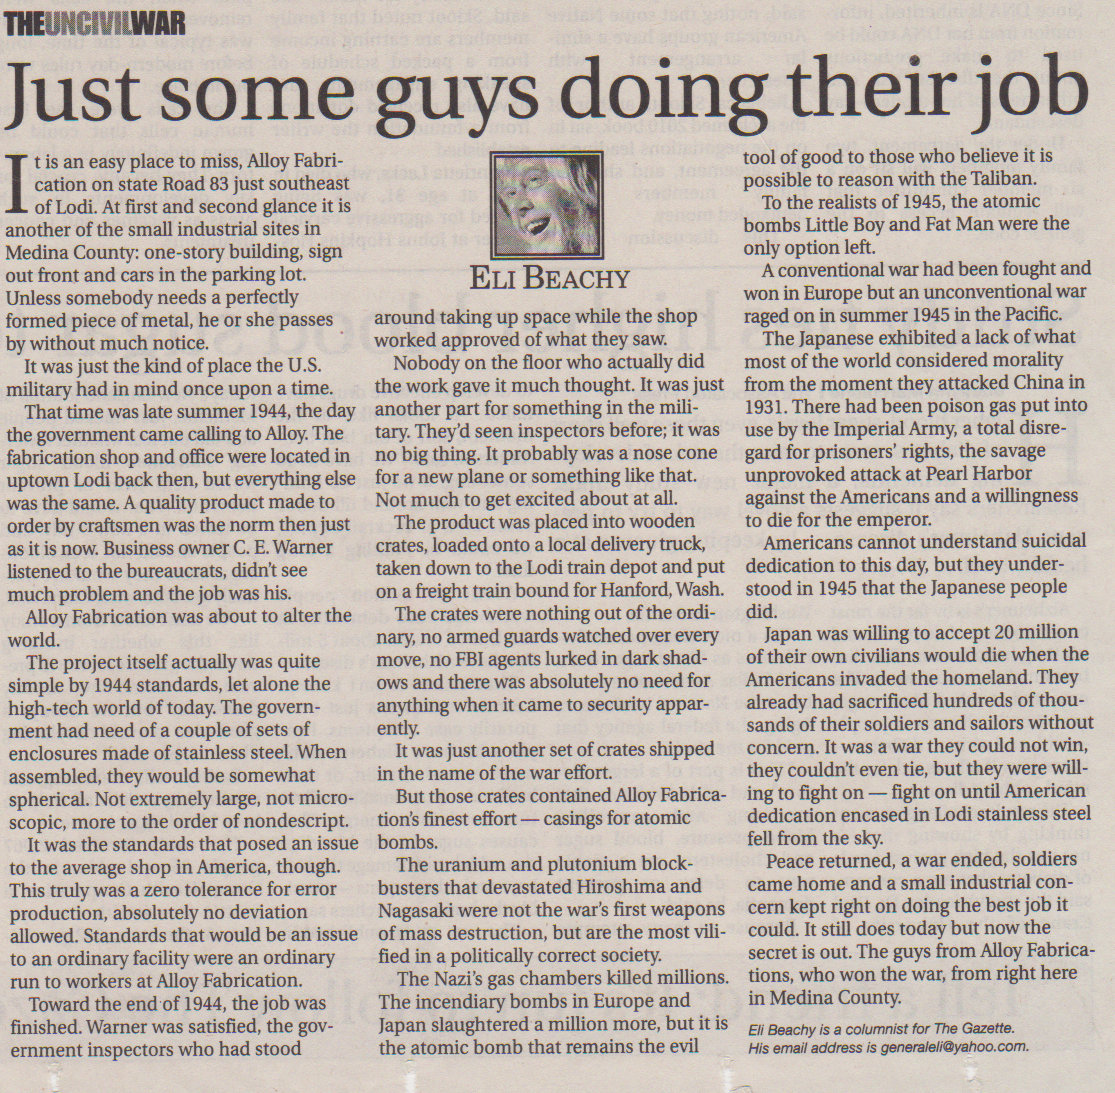 THE UNCIVIL WAR
Just some guys doing their job
It is an easy place to miss, Alloy Fabri-
cation on state Road 83 just southeast
of Lodi. At first and second glance it is
another of the small industrial sites in
Medina County: one-story building, sign
out front and cars in the parking lot.
Unless somebody needs a perfectly
formed piece of metal, he or she passes
by without much notice.
It was just the kind of place the U.S.
military had in mind once upon a time.
That time was late summer 1944, the day
the government came calling to Alloy. The
fabrication shop and office were located in
uptown Lodi back then, but everything else
was the same. A quality product made to
order by craftsmen was the norm then just
as it is now. Business owner C. E. Warner
listened to the bureaucrats, didn't see
much problem and the job was his.
Alloy Fabrication was about to alter the
world.
The project itself actually was quite
simple by 1944 standards, let alone the
high-tech world of today. The govern-
ment had need of a couple of sets of
enclosures made of stainless steel. When
assembled, they would be somewhat
spherical. Not extremely large, not micro-
scopic, more to the order of nondescript.
It was the standards that posed an issue
to the average shop in America, though.
This truly was a zero tolerance for error
production, absolutely no deviation
allowed. Standards that would be an issue
to an ordinary facility were an ordinary
run to workers at Alloy Fabrication.
Toward the end of 1944, the job was
finished. Warner was satisfied, the gov-
ernment inspectors who had stood
ELI BEACHY
around taking up space while the shop
worked approved of what they saw.
Nobody on the floor who actually did
the work gave it much thought. It was just
another part for something in the mili-
tary. They'd seen inspectors before; it was
no big thing. It probably was a nose cone
for a new plane or something like that.
Not much to get excited about at all.
The product was placed into wooden
crates, loaded onto a local delivery truck,
taken down to the Lodi train depot and put
on a freight train bound for Hanford, Wash.
The crates were nothing out of the ordi-
nary, no armed guards watched over every
move, no FBI agents lurked in dark shad-
ows and there was absolutely no need for
anything when it came to security appar-
ently.
It was just another set of crates shipped
in the name of the war effort.
But those crates contained Alloy Fabrica-
tion's finest effort — casings for atomic
bombs.
The uranium and plutonium block-
busters that devastated Hiroshima and
Nagasaki were not the war's first weapons
of mass destruction, but are the most vili-
fied in a politically correct society.
The Nazi's gas chambers killed millions.
The incendiary bombs in Europe and
Japan slaughtered a million more, but it is
the atomic bomb that remains the evil
tool of good to those who believe it is
possible to reason with the Taliban.
To the realists of 1945, the atomic
bombs Little Boy and Fat Man were the
only option left.
A conventional war had been fought and
won in Europe but an unconventional war
raged on in summer 1945 in the Pacific.
The Japanese exhibited a lack of what
most of the world considered morality
from the moment they attacked China in
1931. There had been poison gas put into
use by the Imperial Army, a total disre-
gard for prisoners' rights, the savage
unprovoked attack at Pearl Harbor
against the Americans and a willingness
to die for the emperor.
Americans cannot understand suicidal
dedication to this day, but they under-
stood in 1945 that the Japanese people
did.
Japan was willing to accept 20 million
of their own civilians would die when the
Americans invaded the homeland. They
already had sacrificed hundreds of thou-
sands of their soldiers and sailors without
concern. It was a war they could not win,
they couldn't even tie, but they were will-
ing to fight on — fight on until American
dedication encased in Lodi stainless steel
fell from the sky.
Peace returned, a war ended, soldiers
came home and a small industrial con-
cern kept right on doing the best job it
could. It still does today but now the
secret is out. The guys from Alloy Fabrica-
tions, who won the war, from right here
in Medina County.
Eli Beachy is a columnist for The Gazette.
His email address is generaleli@yahoo.com.